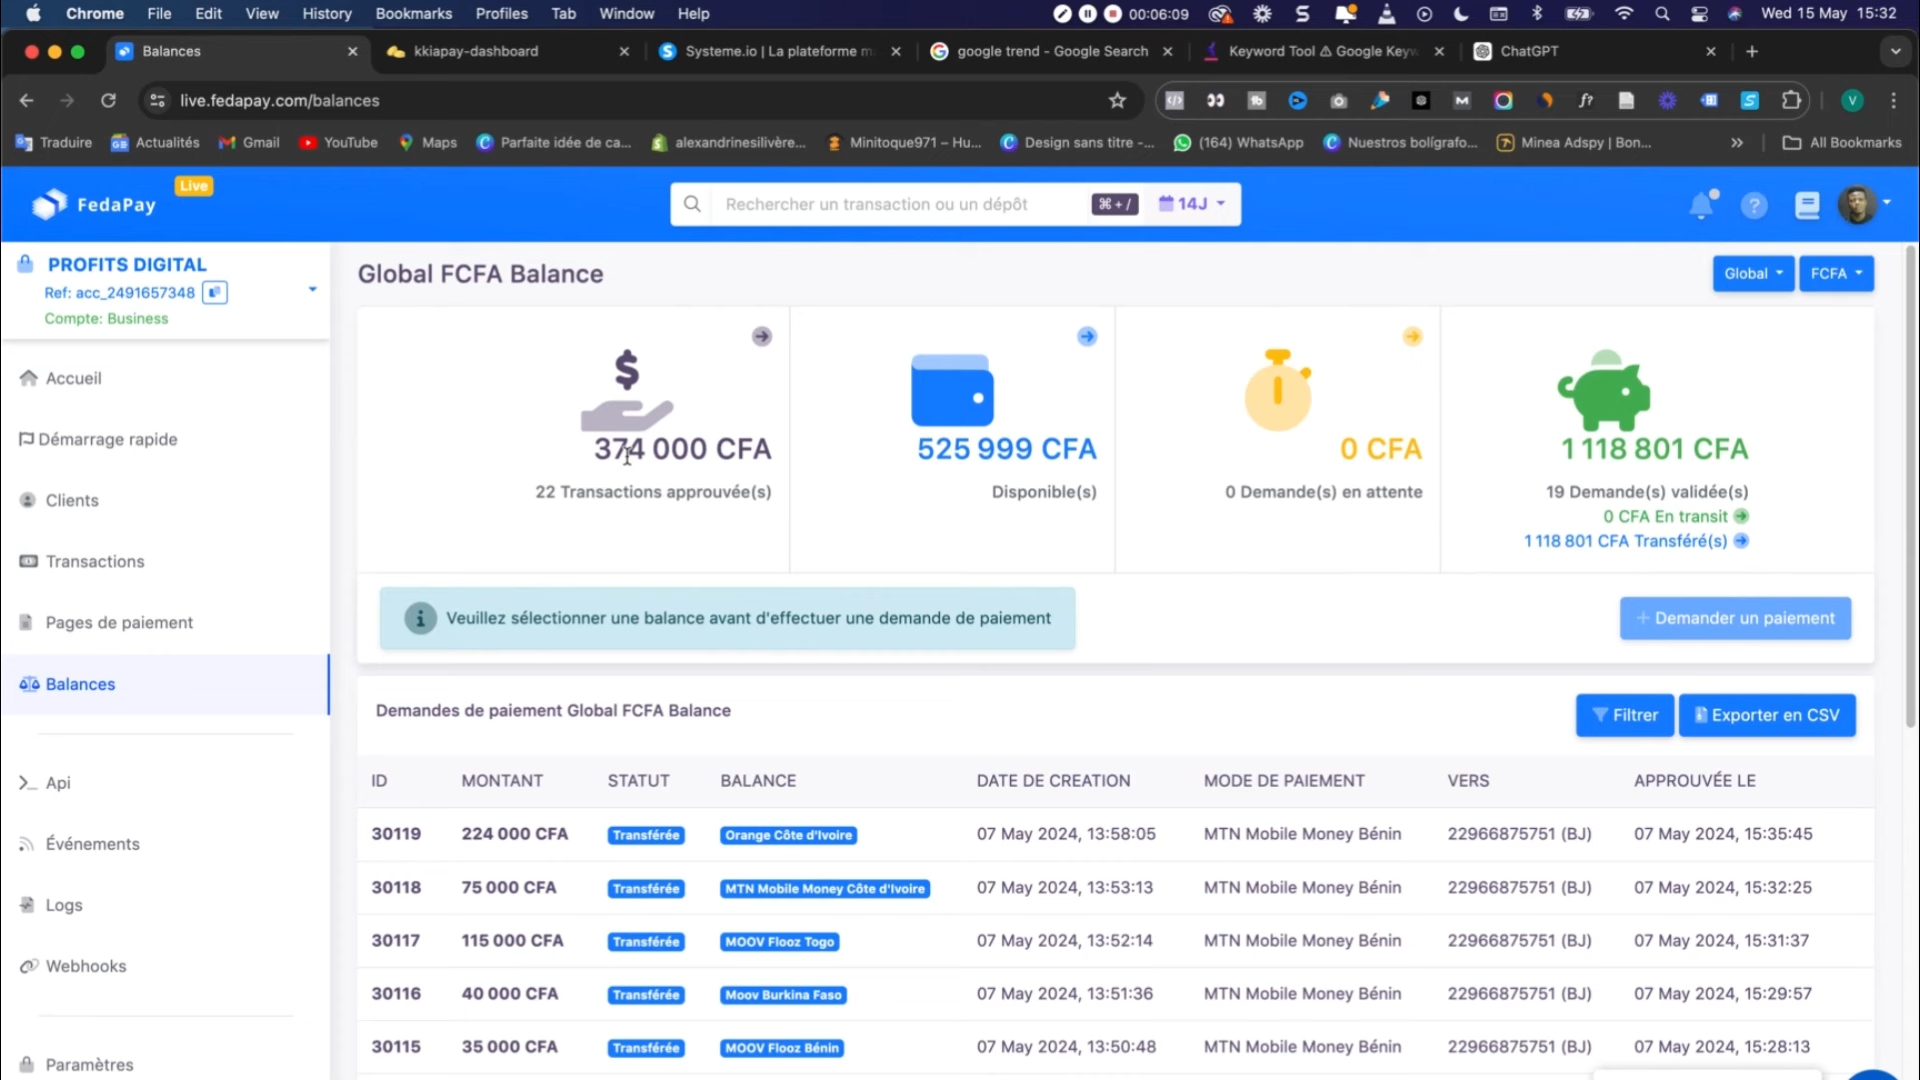 Chrome File Edit View History Bookmarks Profiles Tab Window Help 00:06:09 Wed 15 May 15:32
Balances kkiapay-dashboard Systeme.io | La plateforme m google trend - Google Search Keyword Tool ⚠ Google Keyw ChatGPT
live.fedapay.com/balances
Traduire Actualités Gmail YouTube Maps Parfaite idée de ca... alexandrinesilivère... Minitoque971 – Hu... Design sans titre -... (164) WhatsApp Nuestros bolígrafo... Minea Adspy | Bon... » All Bookmarks
FedaPay Live Rechercher un transaction ou un dépôt ⌘ + / 14J
PROFITS DIGITAL
Ref: acc_2491657348
Compte: Business
Accueil
Démarrage rapide
Clients
Transactions
Pages de paiement
Balances
Api
Événements
Logs
Webhooks
Paramètres
Global FCFA Balance
Global FCFA
374 000 CFA
22 Transactions approuvée(s)
525 999 CFA
Disponible(s)
0 CFA
0 Demande(s) en attente
1 118 801 CFA
19 Demande(s) validée(s)
0 CFA En transit
1 118 801 CFA Transféré(s)
Veuillez sélectionner une balance avant d'effectuer une demande de paiement
+ Demander un paiement
Demandes de paiement Global FCFA Balance
Filtrer Exporter en CSV
ID MONTANT STATUT BALANCE DATE DE CREATION MODE DE PAIEMENT VERS APPROUVÉE LE
30119 224 000 CFA Transférée Orange Côte d'Ivoire 07 May 2024, 13:58:05 MTN Mobile Money Bénin 22966875751 (BJ) 07 May 2024, 15:35:45
30118 75 000 CFA Transférée MTN Mobile Money Côte d'Ivoire 07 May 2024, 13:53:13 MTN Mobile Money Bénin 22966875751 (BJ) 07 May 2024, 15:32:25
30117 115 000 CFA Transférée MOOV Flooz Togo 07 May 2024, 13:52:14 MTN Mobile Money Bénin 22966875751 (BJ) 07 May 2024, 15:31:37
30116 40 000 CFA Transférée Moov Burkina Faso 07 May 2024, 13:51:36 MTN Mobile Money Bénin 22966875751 (BJ) 07 May 2024, 15:29:57
30115 35 000 CFA Transférée MOOV Flooz Bénin 07 May 2024, 13:50:48 MTN Mobile Money Bénin 22966875751 (BJ) 07 May 2024, 15:28:13